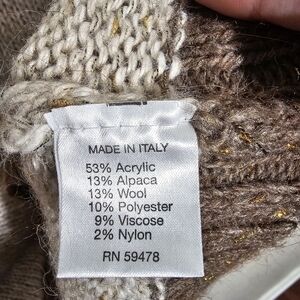 MADE IN ITALY
53% Acrylic
13% Alpaca
13% Wool
10% Polyester
9% Viscose
2% Nylon
RN 59478